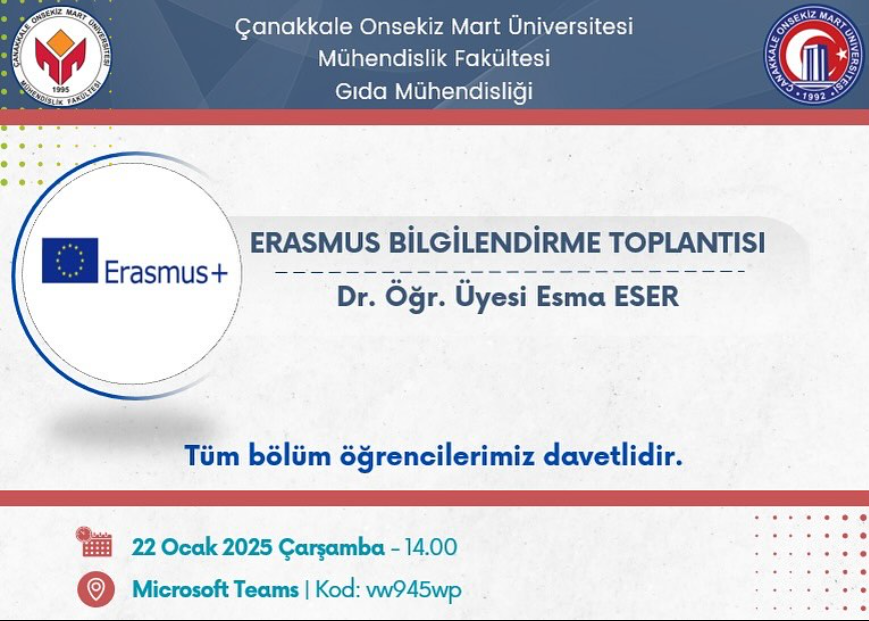 Çanakkale Onsekiz Mart Üniversitesi
Mühendislik Fakültesi
Gıda Mühendisliği
ÇANAKKALE ONSEKİZ MART ÜNİVERSİTESİ
MÜHENDİSLİK FAKÜLTESİ
1995
ÇANAKKALE ONSEKİZ MART ÜNİVERSİTESİ
1992
Erasmus+
ERASMUS BİLGİLENDİRME TOPLANTISI
Dr. Öğr. Üyesi Esma ESER
Tüm bölüm öğrencilerimiz davetlidir.
22 Ocak 2025 Çarşamba - 14.00
Microsoft Teams | Kod: vw945wp